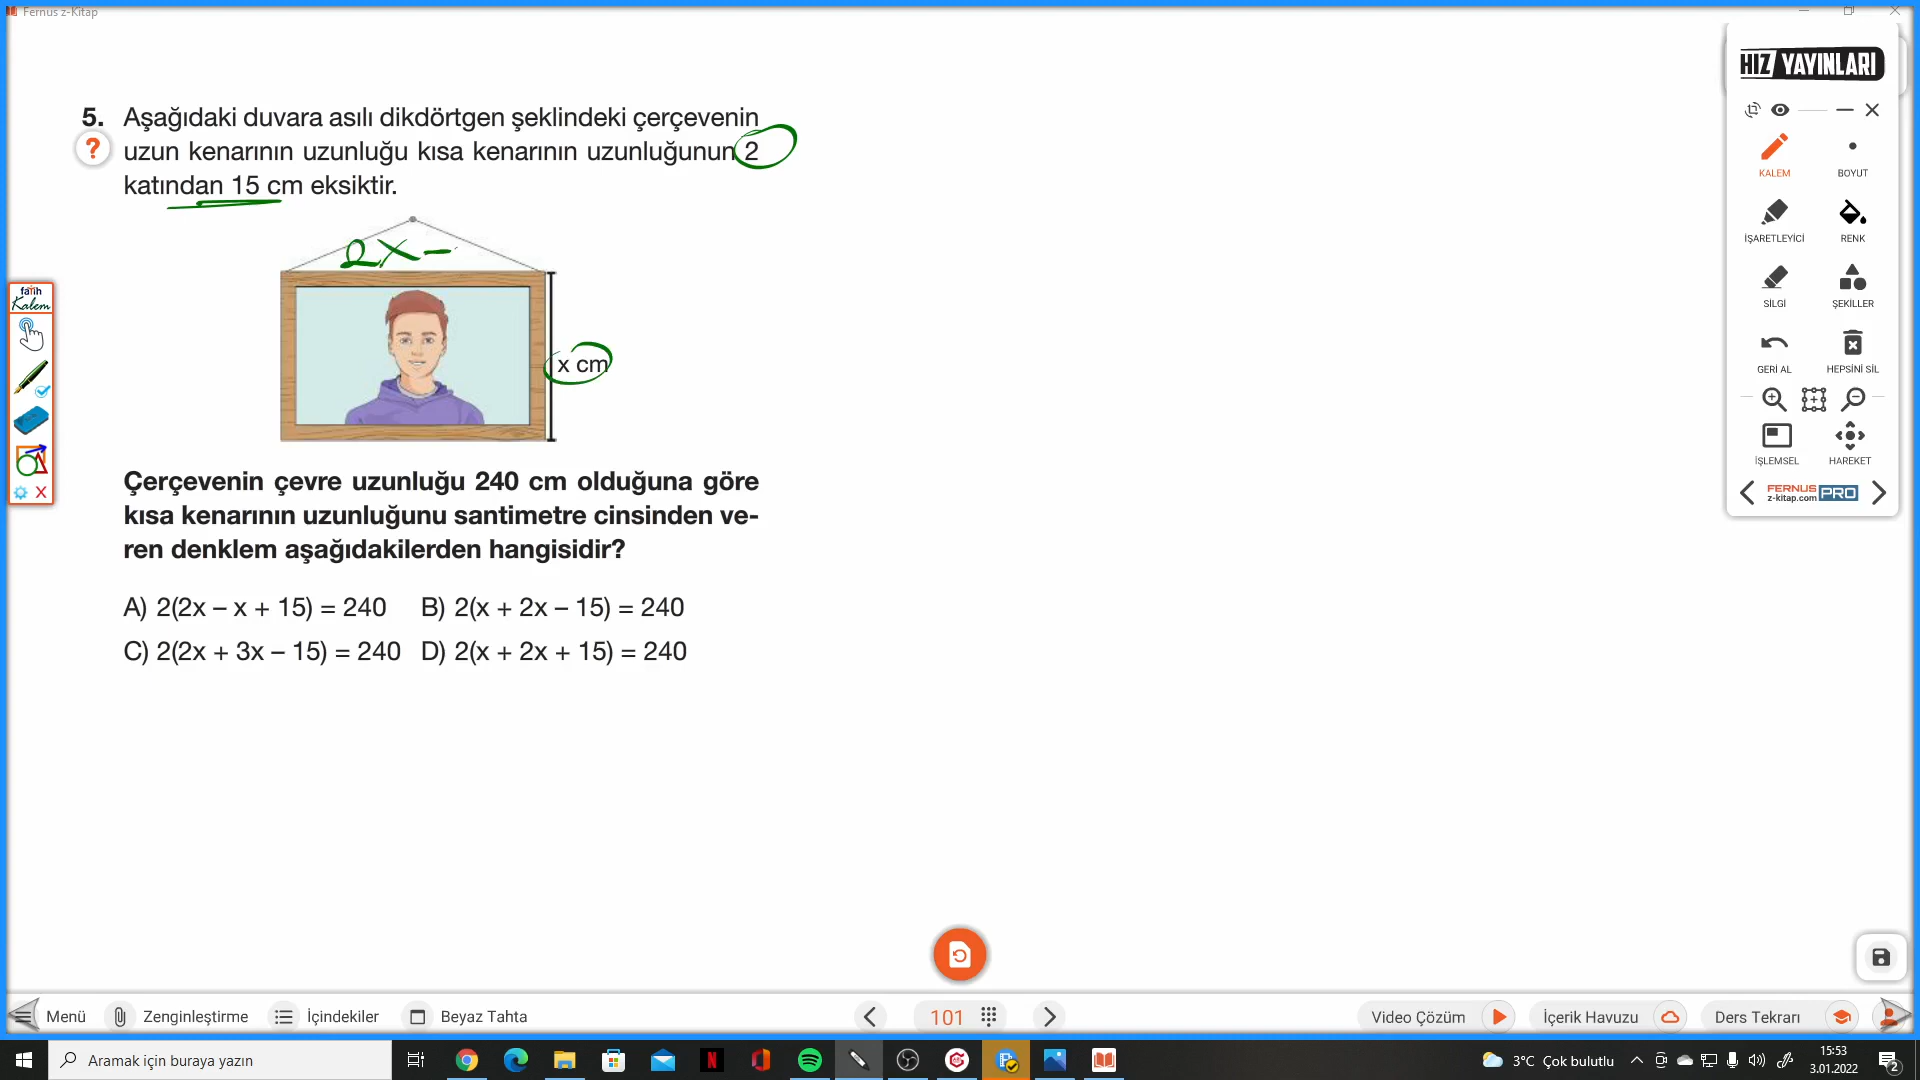 Fernus z-Kitap
HIZ YAYINLARI
5. Aşağıdaki duvara asılı dikdörtgen şeklindeki çerçevenin
uzun kenarının uzunluğu kısa kenarının uzunluğunun 2
katından 15 cm eksiktir.
?
2x -
x cm
Çerçevenin çevre uzunluğu 240 cm olduğuna göre
kısa kenarının uzunluğunu santimetre cinsinden ve-
ren denklem aşağıdakilerden hangisidir?
A) 2(2x – x + 15) = 240 B) 2(x + 2x – 15) = 240
C) 2(2x + 3x – 15) = 240 D) 2(x + 2x + 15) = 240
fatih
Kalem
X
KALEM BOYUT
İŞARETLEYİCİ RENK
SİLGİ ŞEKİLLER
GERİ AL HEPSİNİ SİL
İŞLEMSEL HAREKET
FERNUS
z-kitap.com PRO
Menü Zenginleştirme İçindekiler Beyaz Tahta 101 Video Çözüm İçerik Havuzu Ders Tekrarı
Aramak için buraya yazın 3°C Çok bulutlu 15:53
3.01.2022 2